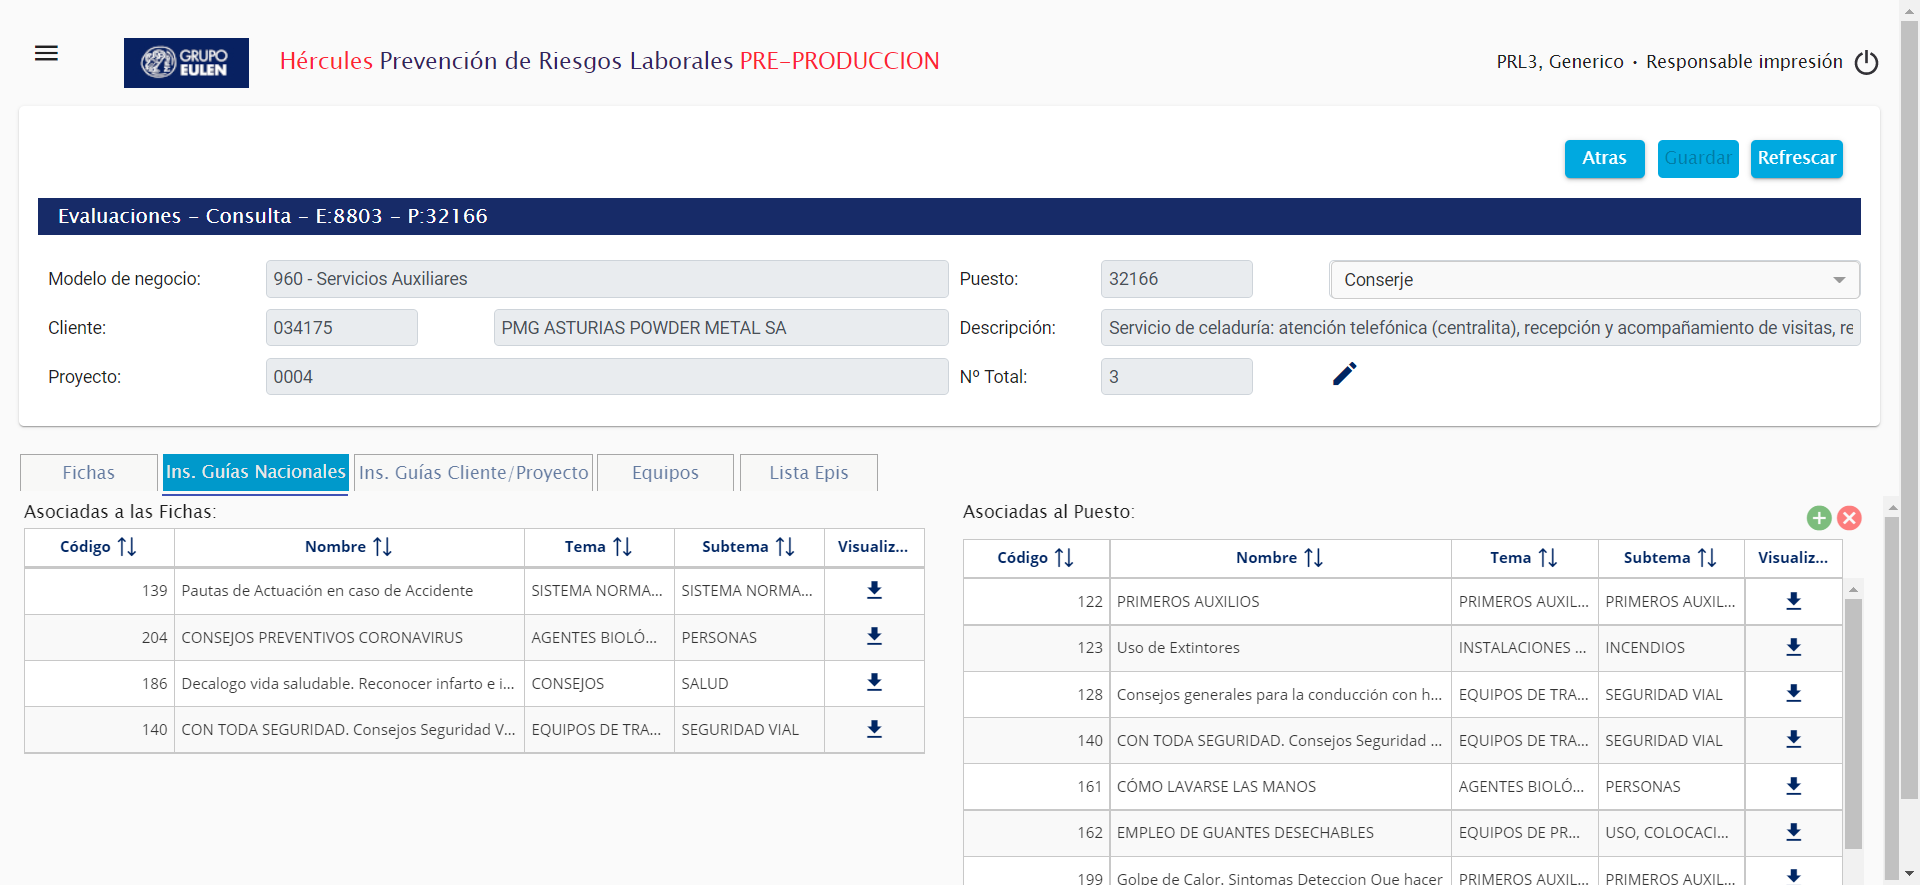 GRUPO
EULEN
Hércules Prevención de Riesgos Laborales PRE-PRODUCCION
PRL3, Generico • Responsable impresión
Atras
Guardar
Refrescar
Evaluaciones - Consulta - E:8803 - P:32166
Modelo de negocio:
960 - Servicios Auxiliares
Puesto:
32166
Conserje
Cliente:
034175
PMG ASTURIAS POWDER METAL SA
Descripción:
Servicio de celaduría: atención telefónica (centralita), recepción y acompañamiento de visitas, re
Proyecto:
0004
Nº Total:
3
Fichas
Ins. Guías Nacionales
Ins. Guías Cliente/Proyecto
Equipos
Lista Epis
Asociadas a las Fichas:
Código Nombre Tema Subtema Visualiz...
139 Pautas de Actuación en caso de Accidente SISTEMA NORMA... SISTEMA NORMA...
204 CONSEJOS PREVENTIVOS CORONAVIRUS AGENTES BIOLÓ... PERSONAS
186 Decalogo vida saludable. Reconocer infarto e i... CONSEJOS SALUD
140 CON TODA SEGURIDAD. Consejos Seguridad V... EQUIPOS DE TRA... SEGURIDAD VIAL
Asociadas al Puesto:
Código Nombre Tema Subtema Visualiz...
122 PRIMEROS AUXILIOS PRIMEROS AUXIL... PRIMEROS AUXIL...
123 Uso de Extintores INSTALACIONES ... INCENDIOS
128 Consejos generales para la conducción con h... EQUIPOS DE TRA... SEGURIDAD VIAL
140 CON TODA SEGURIDAD. Consejos Seguridad ... EQUIPOS DE TRA... SEGURIDAD VIAL
161 CÓMO LAVARSE LAS MANOS AGENTES BIOLÓ... PERSONAS
162 EMPLEO DE GUANTES DESECHABLES EQUIPOS DE PR... USO, COLOCACI...
199 Golpe de Calor. Sintomas Deteccion Que hacer PRIMEROS AUXIL... PRIMEROS AUXIL...